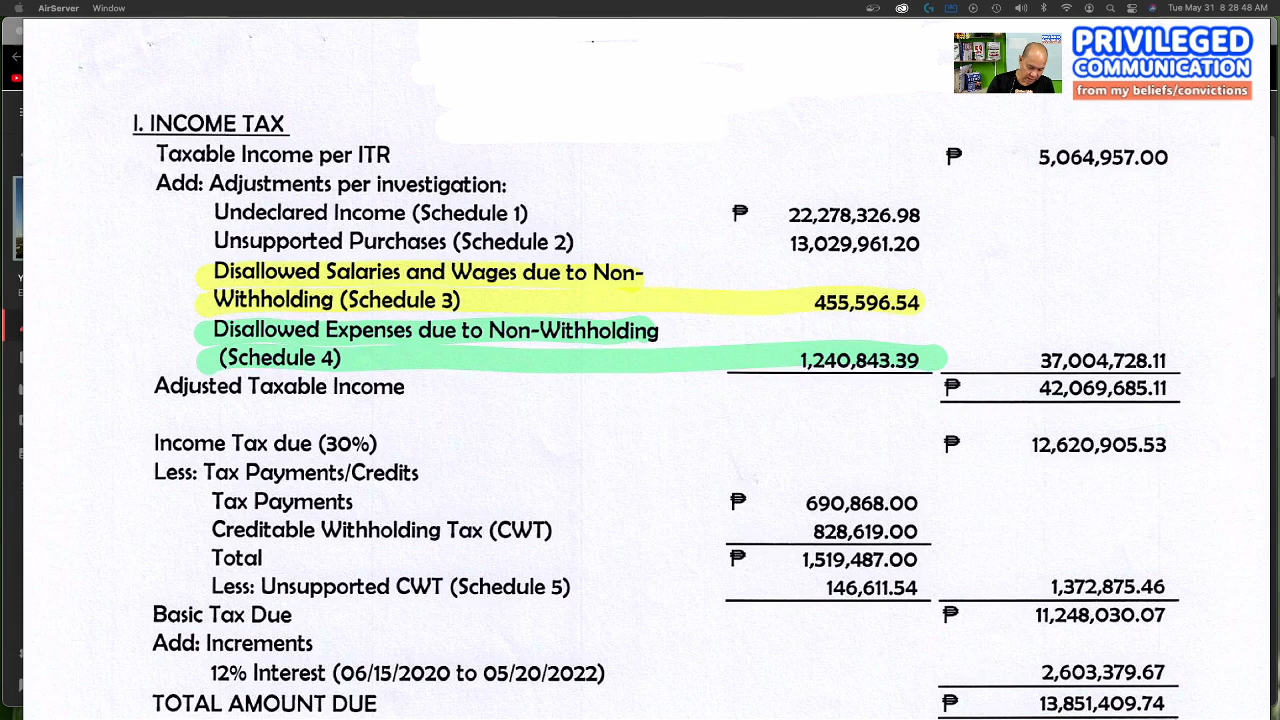 AirServer Window Tue May 31 8 28 48 AM
PRIVILEGED
COMMUNICATION
from my beliefs/convictions
I. INCOME TAX
Taxable Income per ITR ₱ 5,064,957.00
Add: Adjustments per investigation:
Undeclared Income (Schedule 1) ₱ 22,278,326.98
Unsupported Purchases (Schedule 2) 13,029,961.20
Disallowed Salaries and Wages due to Non-
Withholding (Schedule 3) 455,596.54
Disallowed Expenses due to Non-Withholding
(Schedule 4) 1,240,843.39 37,004,728.11
Adjusted Taxable Income ₱ 42,069,685.11
Income Tax due (30%) ₱ 12,620,905.53
Less: Tax Payments/Credits
Tax Payments ₱ 690,868.00
Creditable Withholding Tax (CWT) 828,619.00
Total ₱ 1,519,487.00
Less: Unsupported CWT (Schedule 5) 146,611.54 1,372,875.46
Basic Tax Due ₱ 11,248,030.07
Add: Increments
12% Interest (06/15/2020 to 05/20/2022) 2,603,379.67
TOTAL AMOUNT DUE ₱ 13,851,409.74